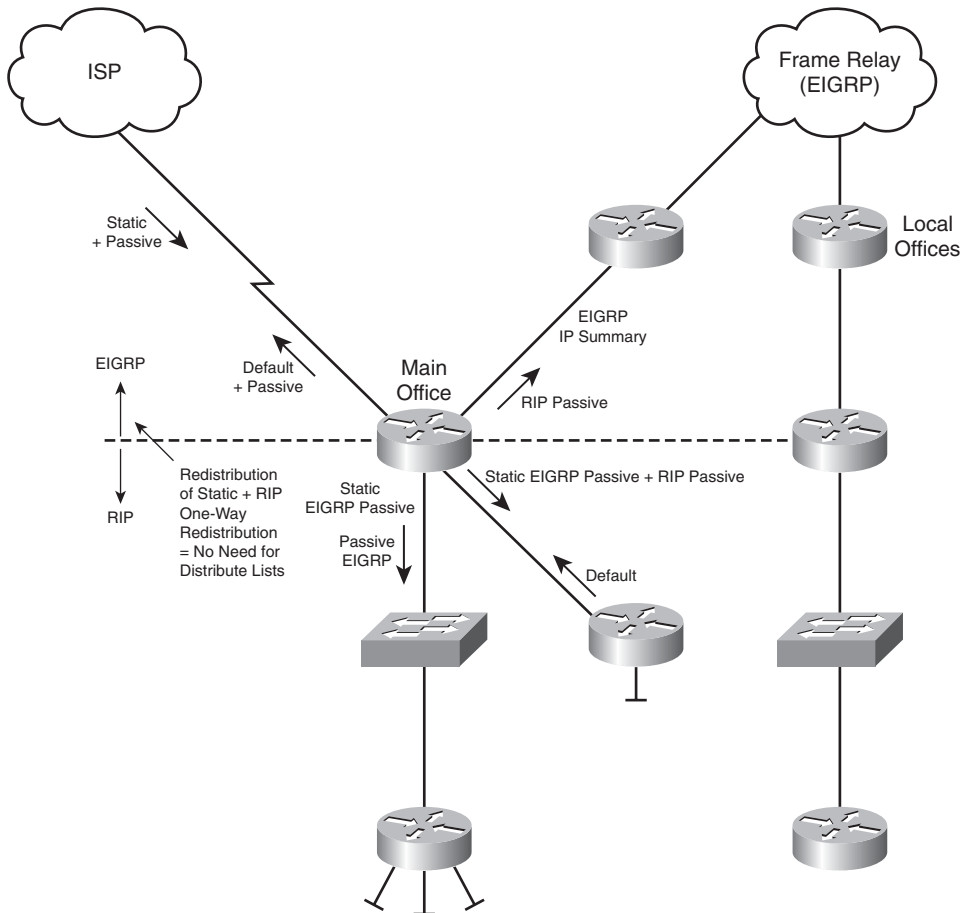 ISP
Frame Relay
(EIGRP)
Static
+ Passive
Local
Offices
EIGRP
IP Summary
Default
+ Passive
RIP Passive
EIGRP
Main
Office
Redistribution
of Static + RIP
One-Way
Redistribution
= No Need for
Distribute Lists
RIP
Static
EIGRP Passive
Passive
EIGRP
Static EIGRP Passive + RIP Passive
Default